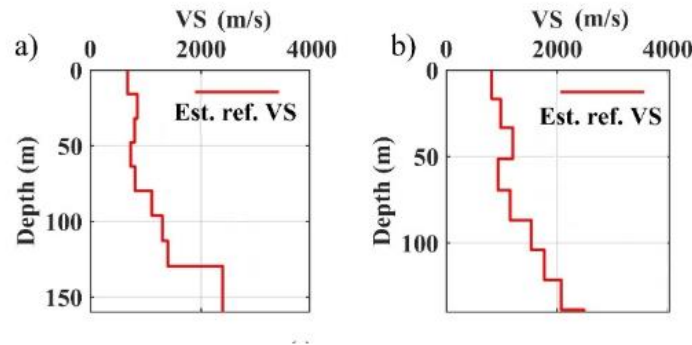 a)
VS (m/s)
0 2000 4000
0
50
100
150
Depth (m)
Est. ref. VS
b)
VS (m/s)
0 2000 4000
0
50
100
Depth (m)
Est. ref. VS